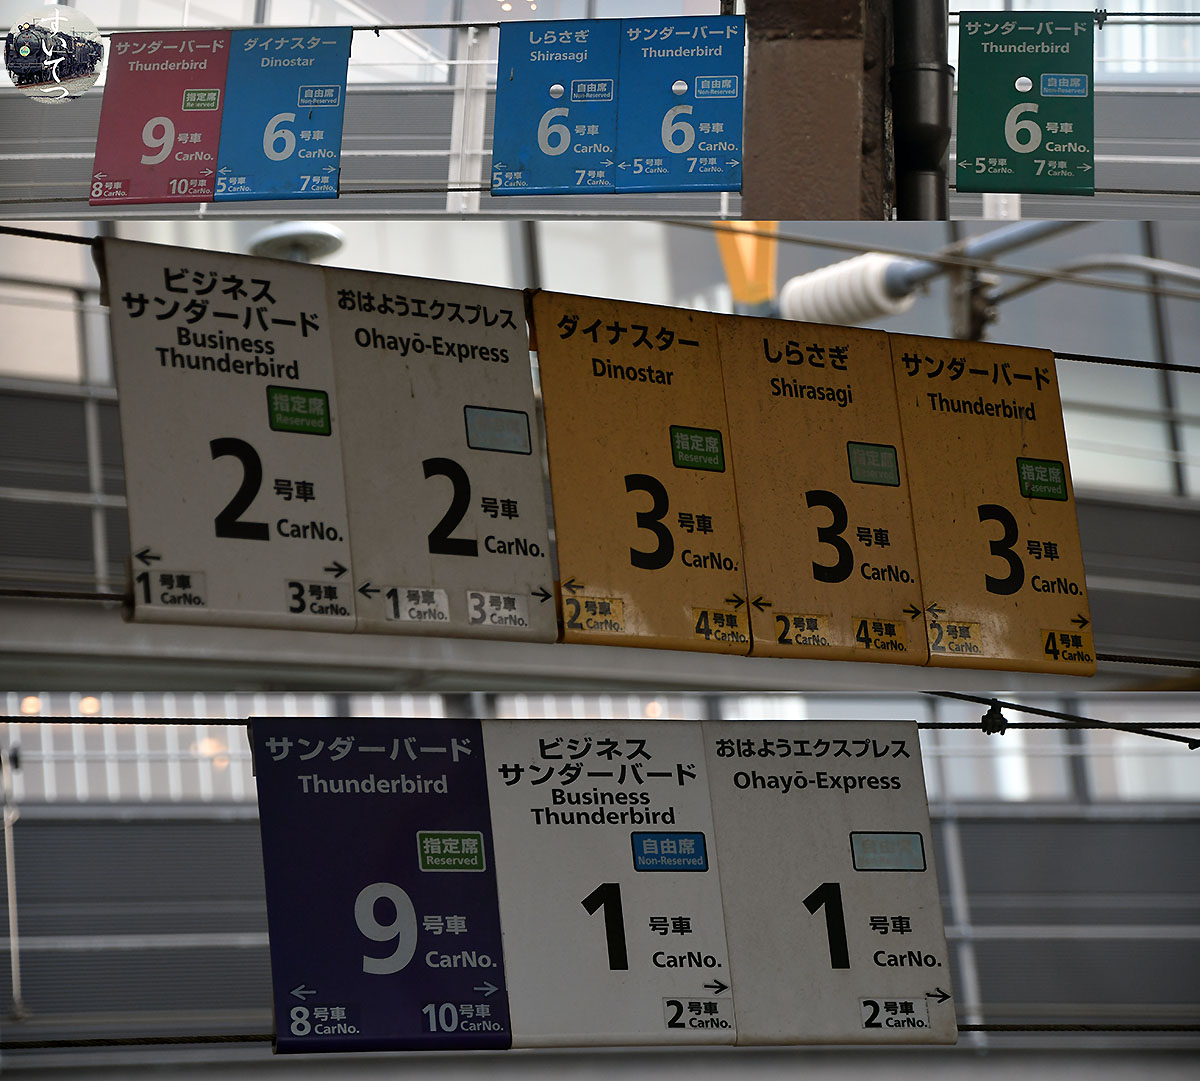 すいてつ
サンダーバード
Thunderbird
指定席
Reserved
9 号車
CarNo.
← →
8 号車 CarNo.
10 号車 CarNo.
ダイナスター
Dinostar
自由席
Non-Reserved
6 号車
CarNo.
← →
5 号車 CarNo.
7 号車 CarNo.
しらさぎ
Shirasagi
自由席
Non-Reserved
6 号車
CarNo.
← →
5 号車 CarNo.
7 号車 CarNo.
サンダーバード
Thunderbird
自由席
Non-Reserved
6 号車
CarNo.
← →
5 号車 CarNo.
7 号車 CarNo.
サンダーバード
Thunderbird
自由席
Non-Reserved
6 号車
CarNo.
← →
5 号車 CarNo.
7 号車 CarNo.
ビジネス
サンダーバード
Business
Thunderbird
指定席
Reserved
2 号車
CarNo.
← →
1 号車 CarNo.
3 号車 CarNo.
おはようエクスプレス
Ohayō-Express
2 号車
CarNo.
← →
1 号車 CarNo.
3 号車 CarNo.
ダイナスター
Dinostar
指定席
Reserved
3 号車
CarNo.
← →
2 号車 CarNo.
4 号車 CarNo.
しらさぎ
Shirasagi
指定席
Reserved
3 号車
CarNo.
← →
2 号車 CarNo.
4 号車 CarNo.
サンダーバード
Thunderbird
指定席
Reserved
3 号車
CarNo.
← →
2 号車 CarNo.
4 号車 CarNo.
サンダーバード
Thunderbird
指定席
Reserved
9 号車
CarNo.
← →
8 号車 CarNo.
10 号車 CarNo.
ビジネス
サンダーバード
Business
Thunderbird
自由席
Non-Reserved
1 号車
CarNo.
→
2 号車 CarNo.
おはようエクスプレス
Ohayō-Express
自由席
1 号車
CarNo.
→
2 号車 CarNo.